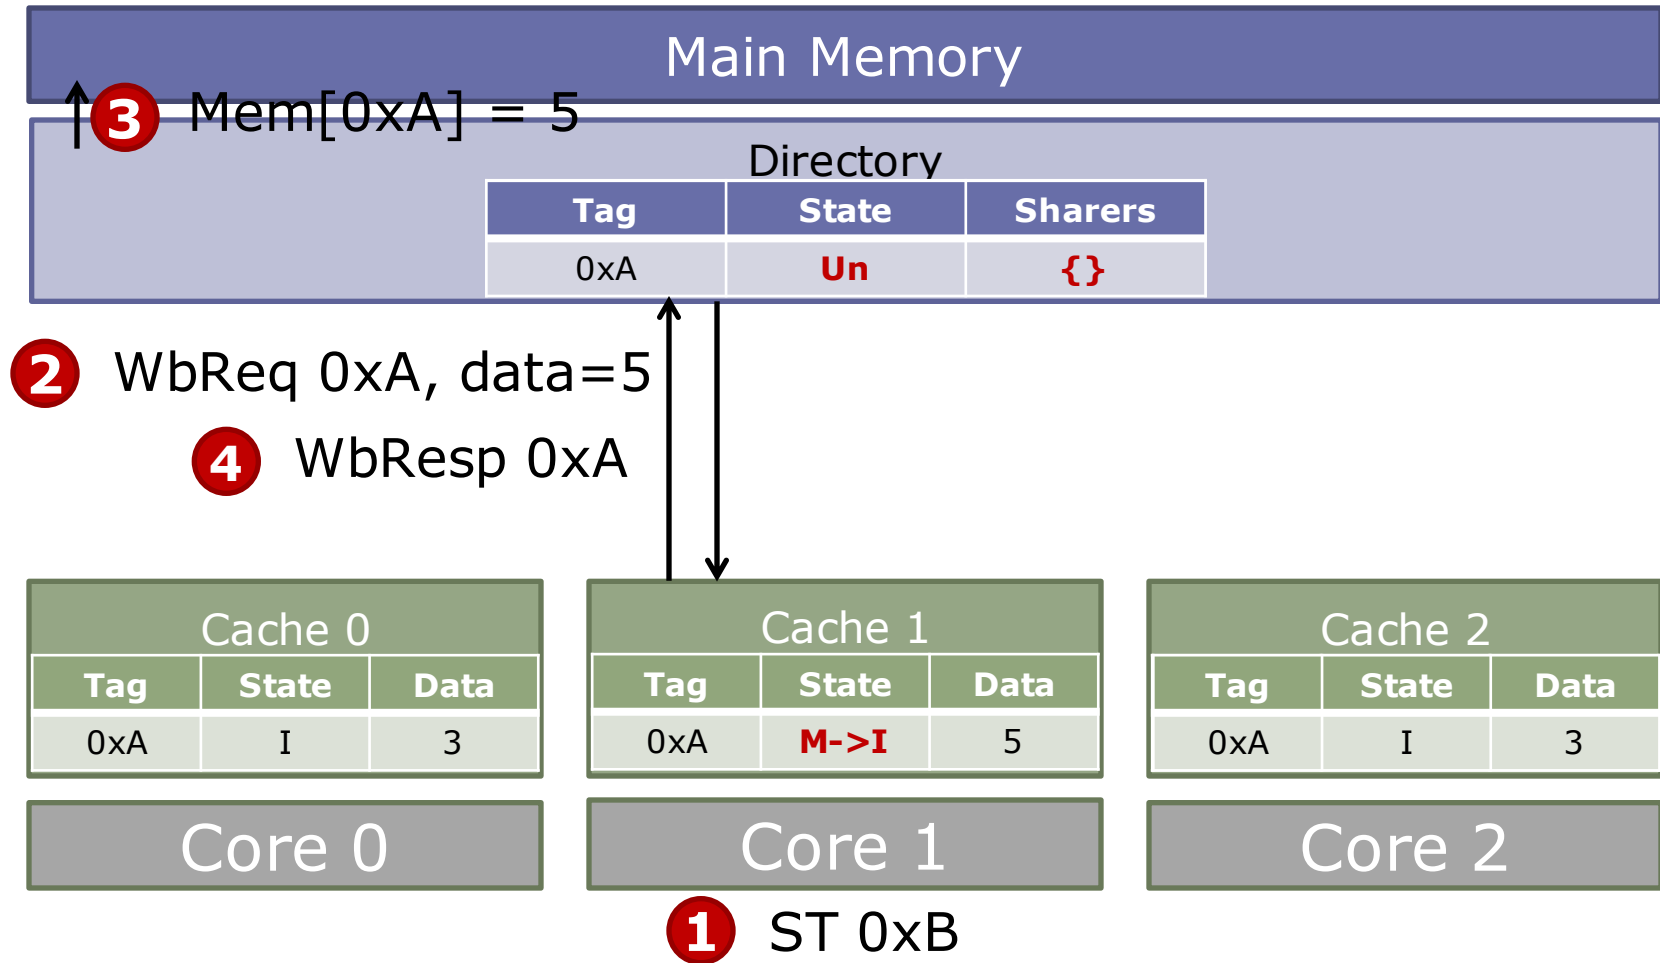 Main Memory
3 Mem[0xA] = 5
Directory
Tag State Sharers
0xA Un {}
2 WbReq 0xA, data=5
4 WbResp 0xA
Cache 0 Cache 1 Cache 2
Tag State Data Tag State Data Tag State Data
0xA I 3 0xA M->I 5 0xA I 3
Core 0 Core 1 Core 2
1 ST 0xB